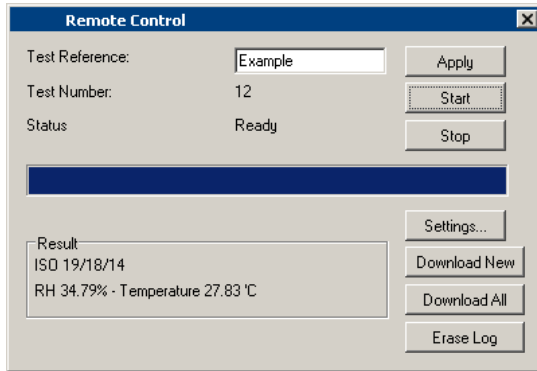 Remote Control
Test Reference:
Example
Apply
Test Number:
12
Start
Status
Ready
Stop
Settings...
Result
ISO 19/18/14
Download New
RH 34.79% - Temperature 27.83 'C
Download All
Erase Log